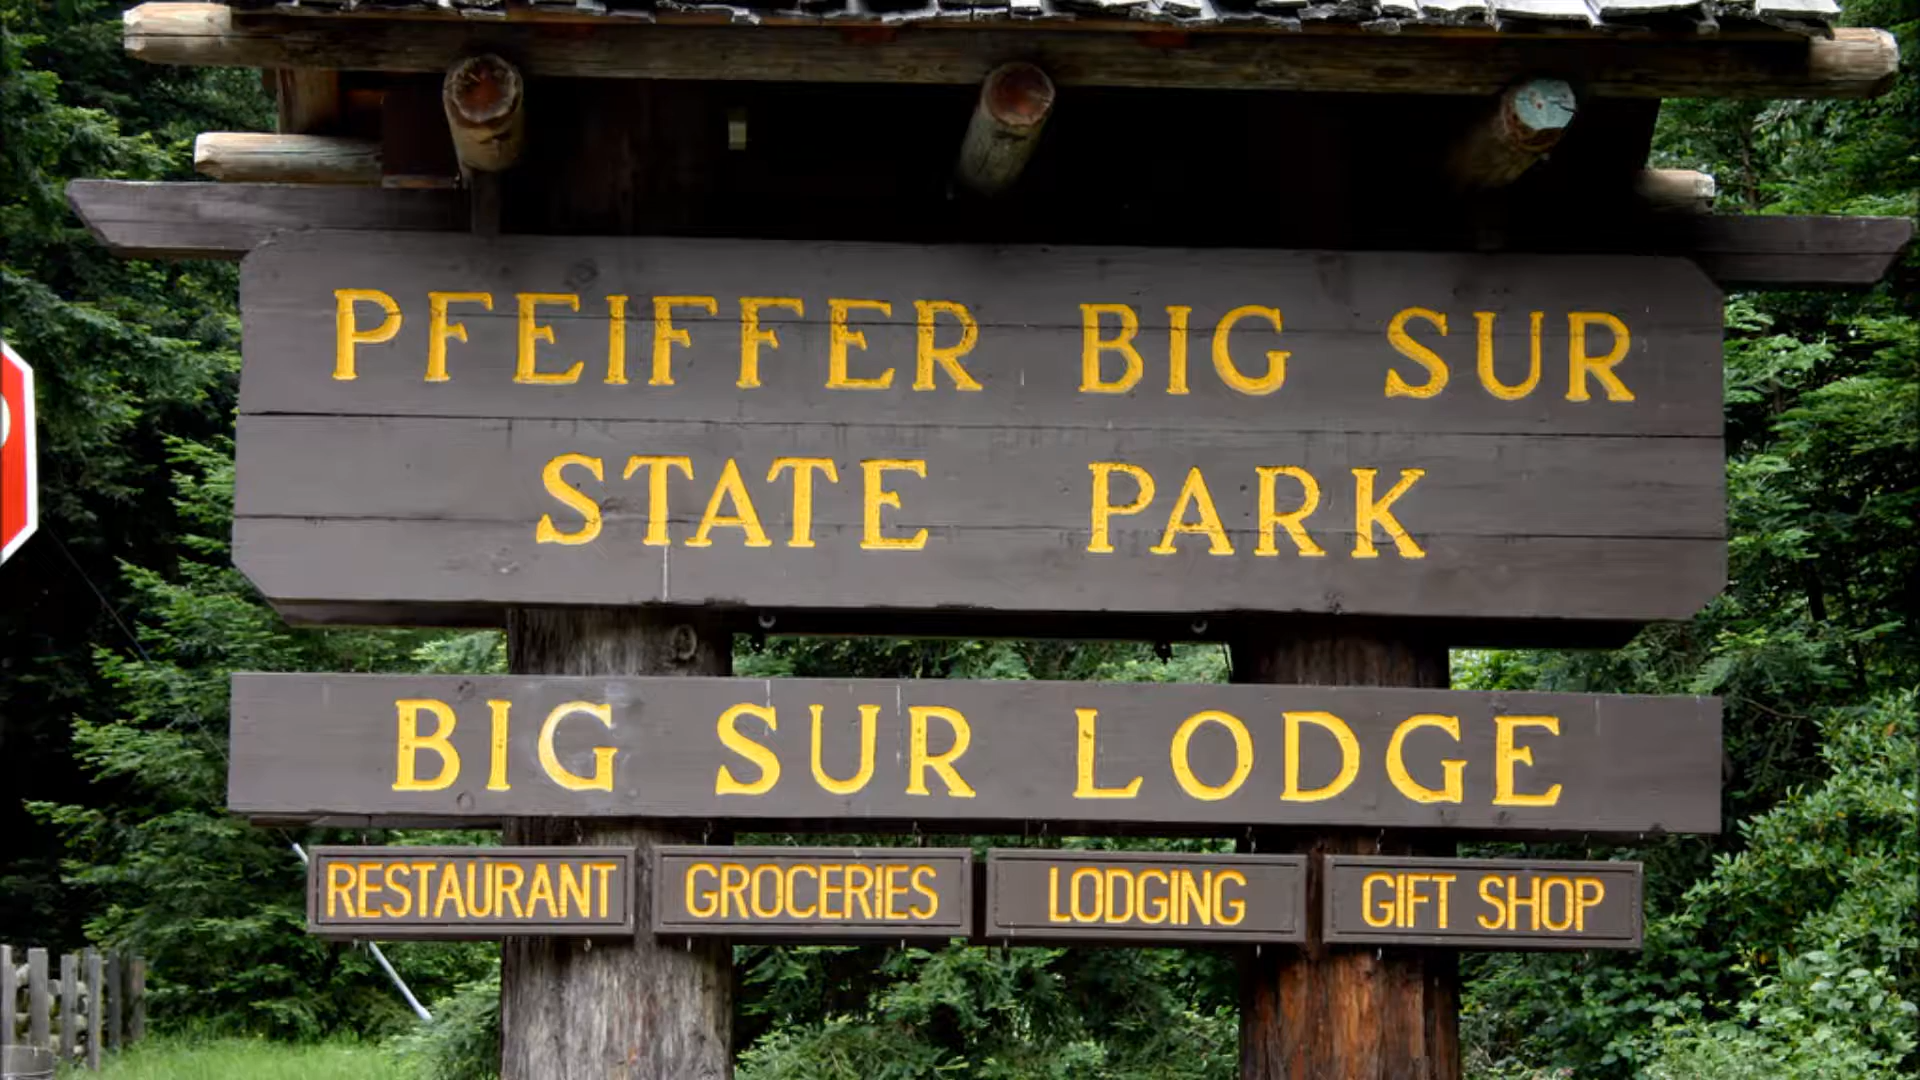 PFEIFFER BIG SUR
STATE PARK
BIG SUR LODGE
RESTAURANT GROCERIES LODGING GIFT SHOP